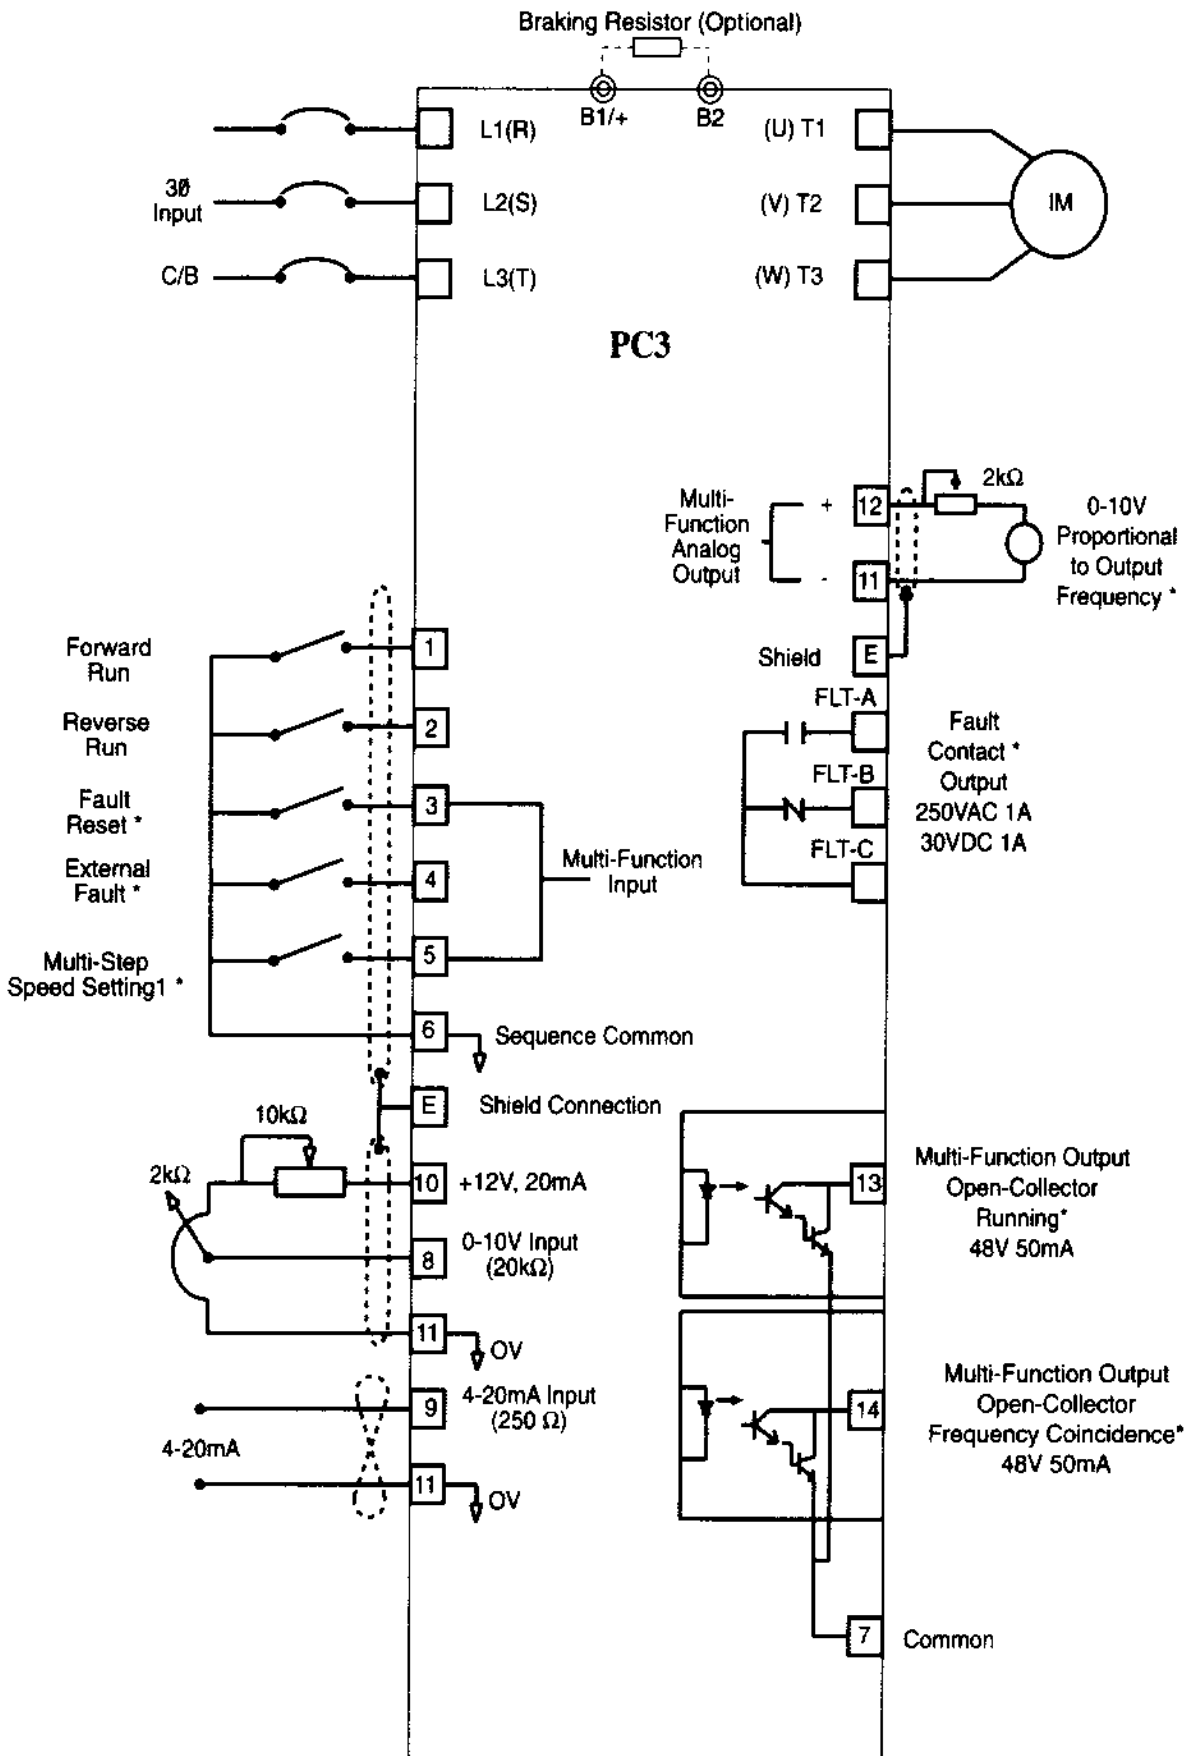 Braking Resistor (Optional)
B1/+
B2
L1(R)
(U) T1
3Ø
Input
L2(S)
(V) T2
IM
C/B
L3(T)
(W) T3
PC3
Multi-
Function
Analog
Output
+
-
12
11
2kΩ
0-10V
Proportional
to Output
Frequency *
Shield
E
FLT-A
FLT-B
FLT-C
Fault
Contact *
Output
250VAC 1A
30VDC 1A
Forward
Run
1
Reverse
Run
2
Fault
Reset *
3
External
Fault *
4
Multi-Function
Input
Multi-Step
Speed Setting1 *
5
6
Sequence Common
E
Shield Connection
10kΩ
2kΩ
10
+12V, 20mA
8
0-10V Input
(20kΩ)
11
OV
9
4-20mA Input
(250 Ω)
4-20mA
11
OV
13
Multi-Function Output
Open-Collector
Running*
48V 50mA
14
Multi-Function Output
Open-Collector
Frequency Coincidence*
48V 50mA
7
Common